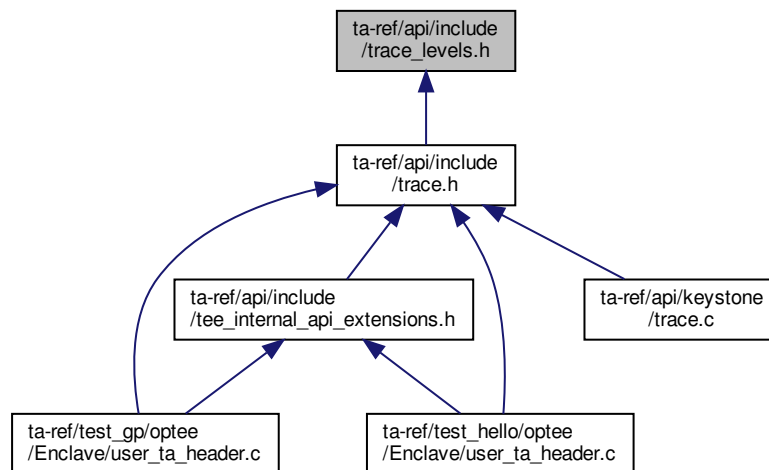 ta-ref/api/include
/trace_levels.h
ta-ref/api/include
/trace.h
ta-ref/api/include
/tee_internal_api_extensions.h
ta-ref/api/keystone
/trace.c
ta-ref/test_gp/optee
/Enclave/user_ta_header.c
ta-ref/test_hello/optee
/Enclave/user_ta_header.c